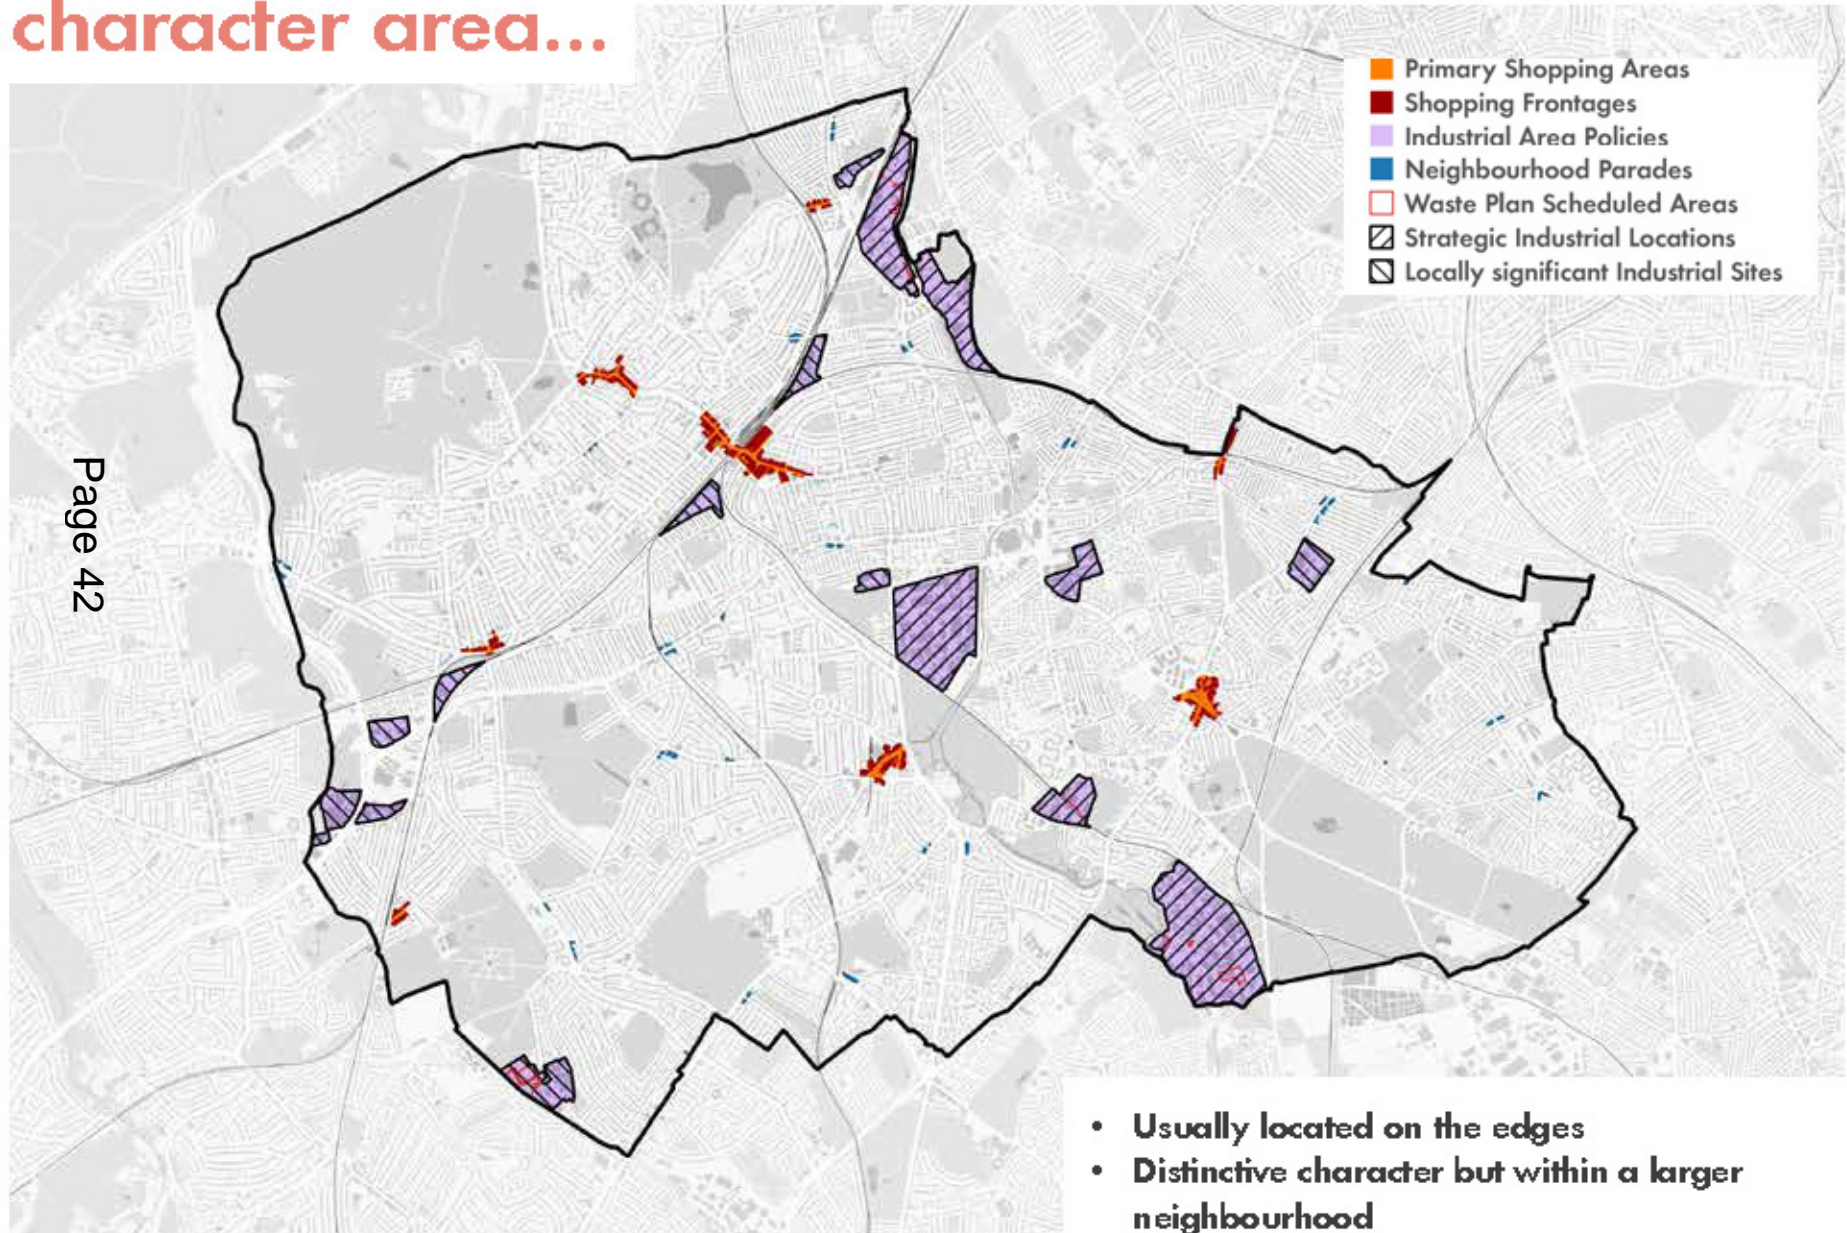 character area...
Primary Shopping Areas
Shopping Frontages
Industrial Area Policies
Neighbourhood Parades
Waste Plan Scheduled Areas
Strategic Industrial Locations
Locally significant Industrial Sites
Page 42
• Usually located on the edges
• Distinctive character but within a larger
neighbourhood